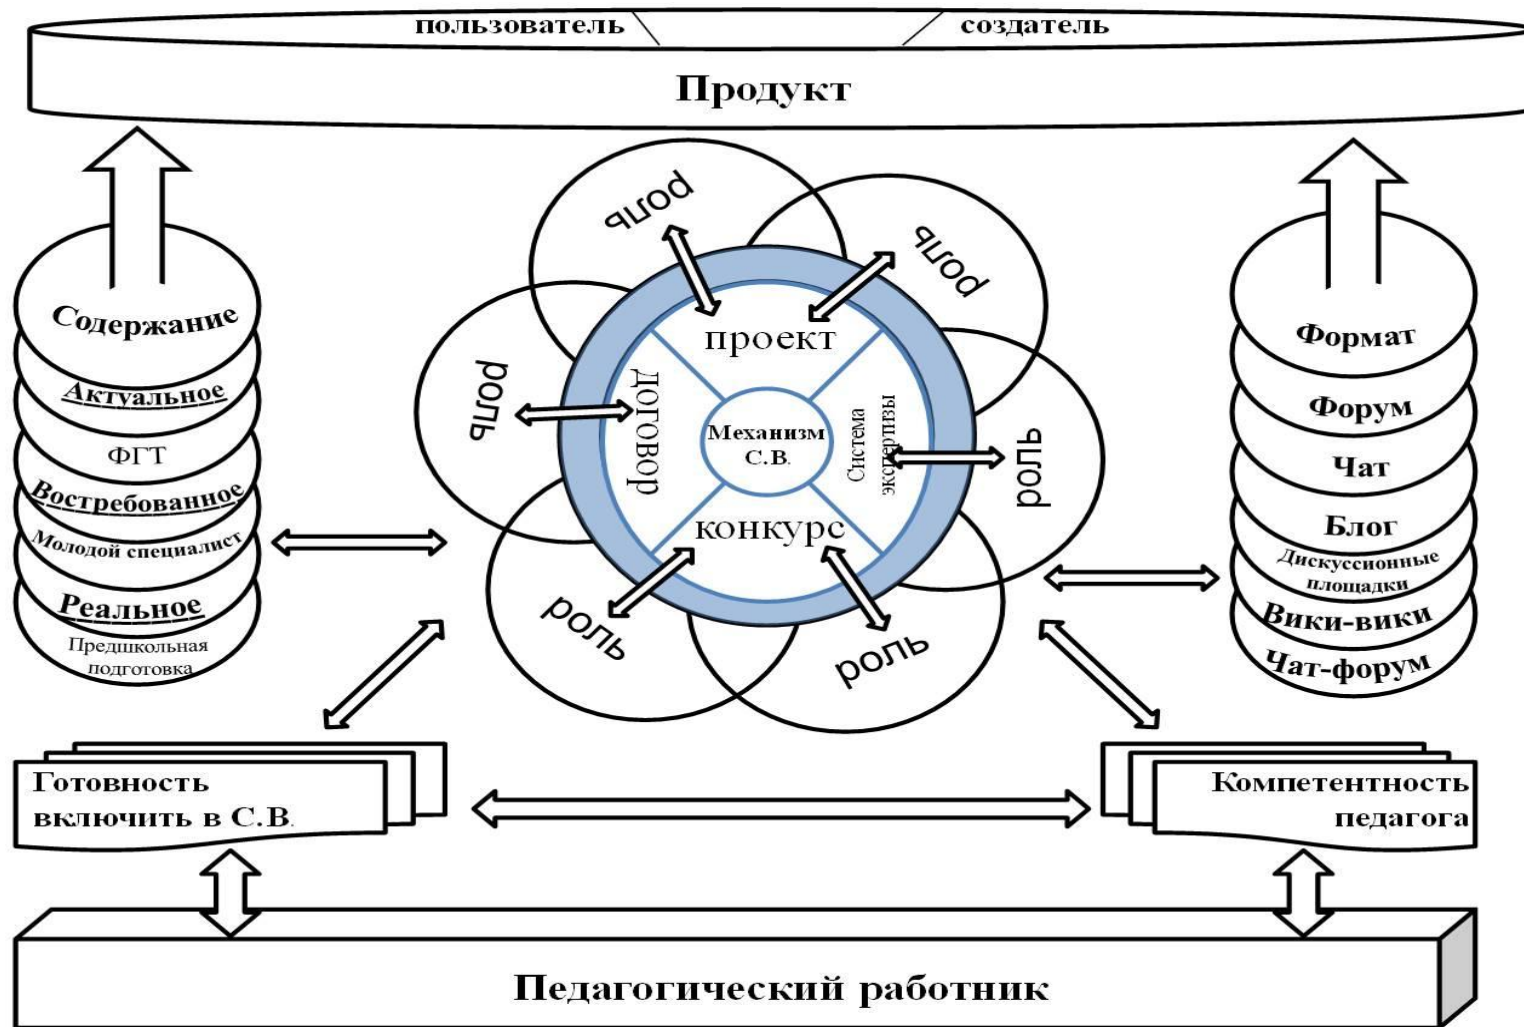 пользователь
создатель
Продукт
Содержание
Актуальное
ФГТ
Востребованное
Молодой специалист
Реальное
Предшкольная
подготовка
роль
роль
роль
роль
роль
роль
роль
проект
Договор
Механизм
С.В.
Система
экспертизы
конкурс
Формат
Форум
Чат
Блог
Дискуссионные
площадки
Вики-вики
Чат-форум
Готовность
включить в С.В.
Компетентность
педагога
Педагогический работник